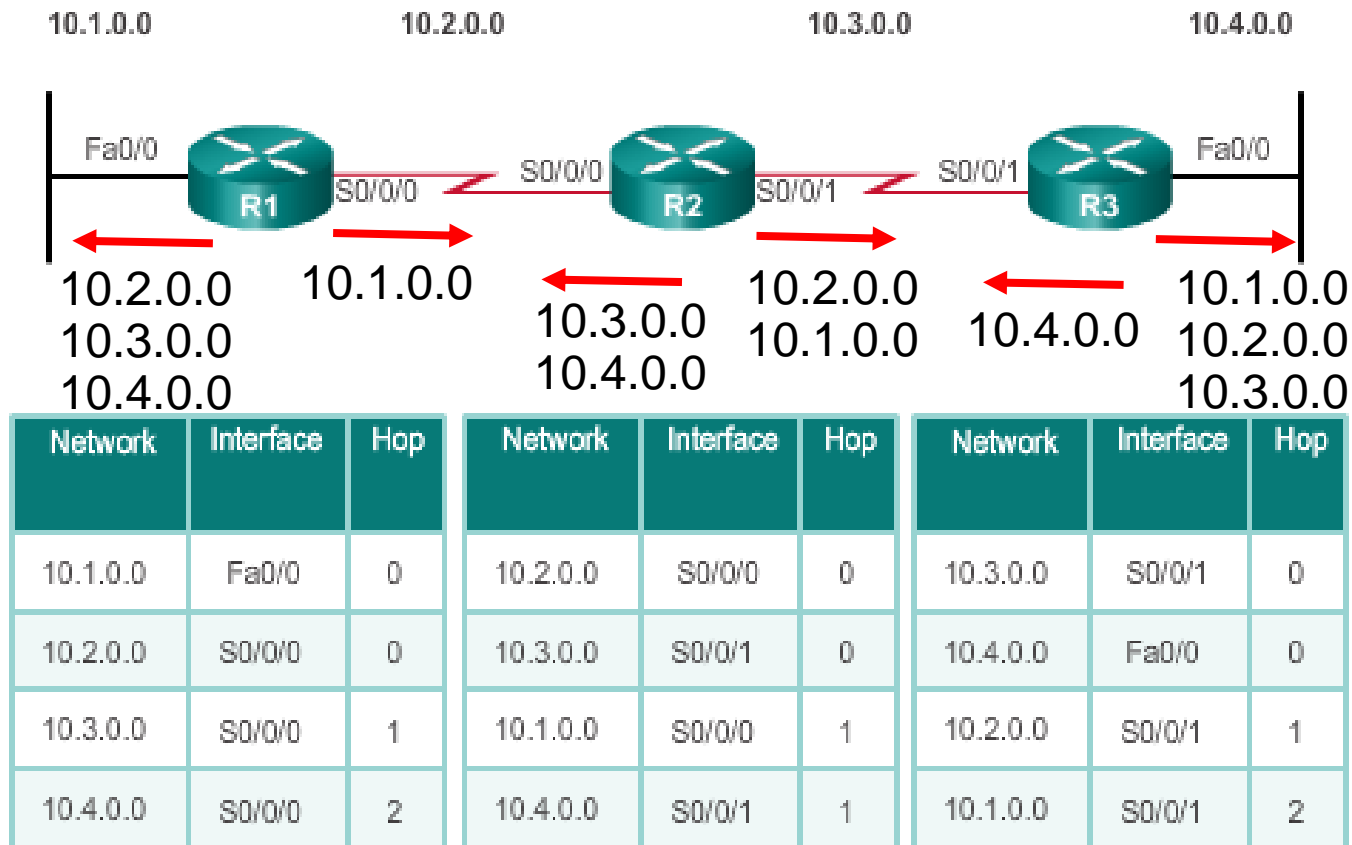 10.1.0.0 10.2.0.0 10.3.0.0 10.4.0.0
Fa0/0 R1 S0/0/0 S0/0/0 R2 S0/0/1 S0/0/1 R3 Fa0/0
10.2.0.0
10.3.0.0
10.4.0.0
10.1.0.0
10.3.0.0
10.4.0.0
10.2.0.0
10.1.0.0
10.4.0.0
10.1.0.0
10.2.0.0
10.3.0.0
Network Interface Hop
10.1.0.0 Fa0/0 0
10.2.0.0 S0/0/0 0
10.3.0.0 S0/0/0 1
10.4.0.0 S0/0/0 2
Network Interface Hop
10.2.0.0 S0/0/0 0
10.3.0.0 S0/0/1 0
10.1.0.0 S0/0/0 1
10.4.0.0 S0/0/1 1
Network Interface Hop
10.3.0.0 S0/0/1 0
10.4.0.0 Fa0/0 0
10.2.0.0 S0/0/1 1
10.1.0.0 S0/0/1 2